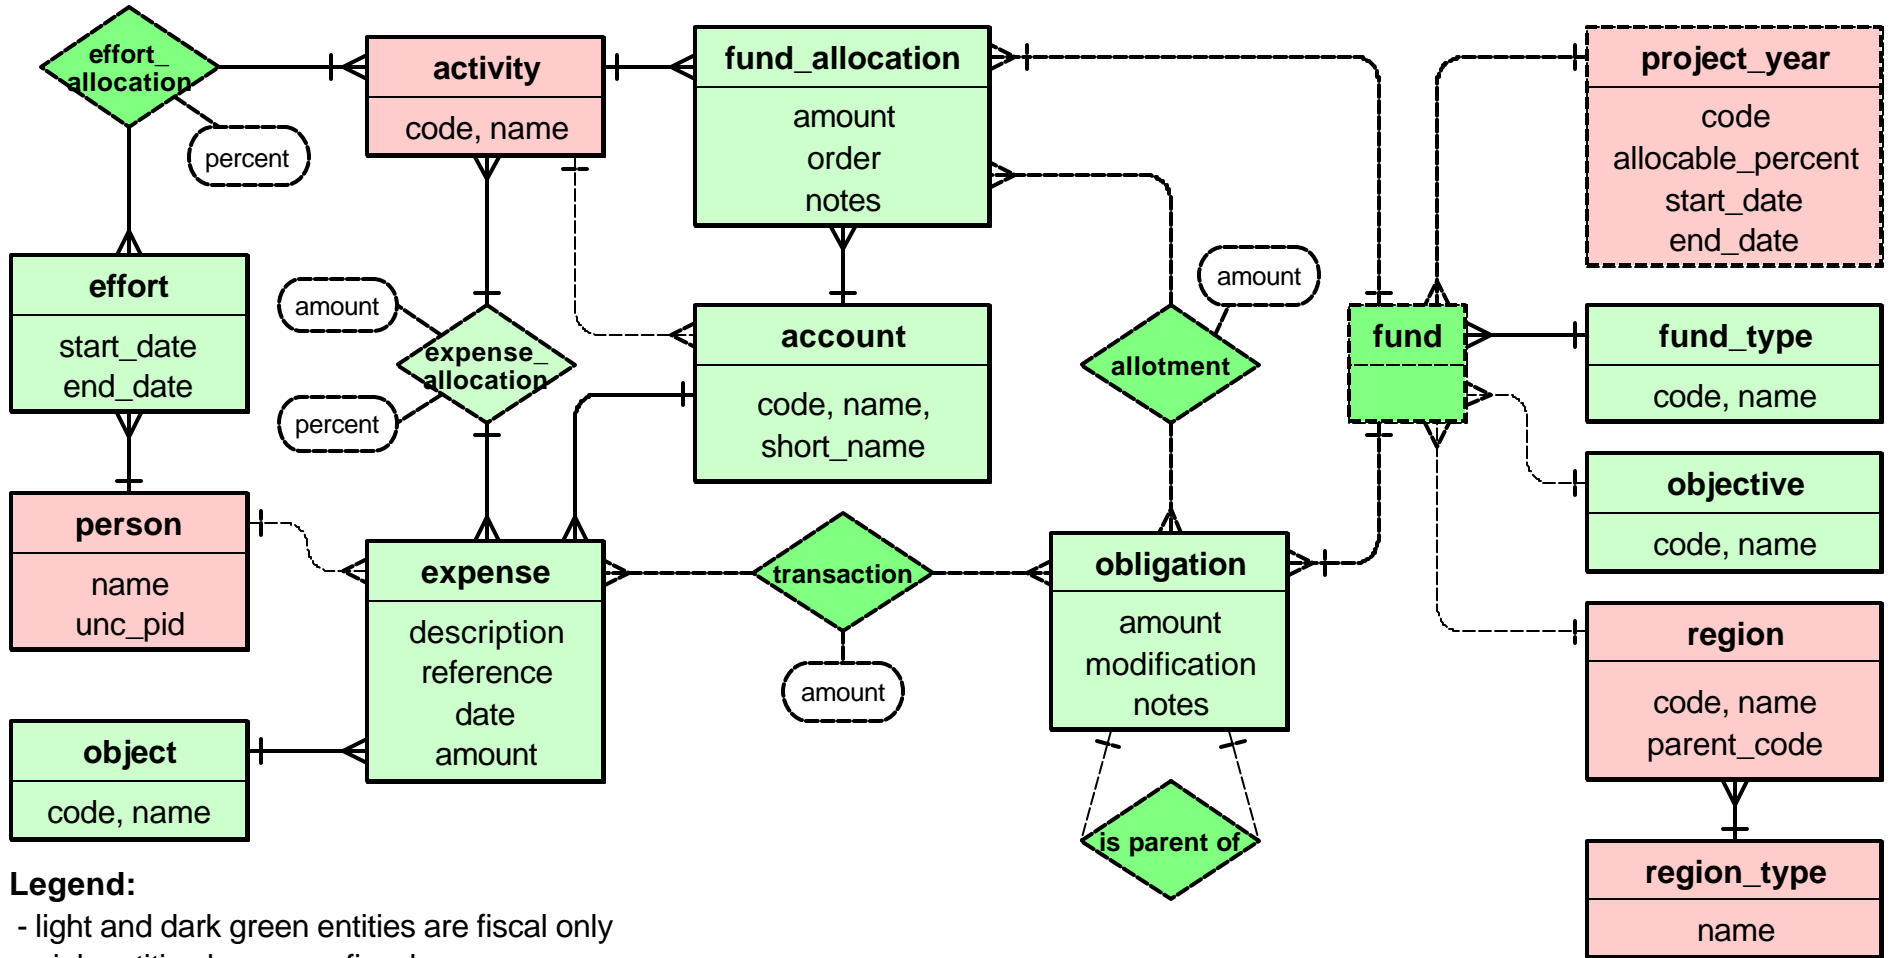 effort_
allocation
percent
activity
code, name
fund_allocation
amount
order
notes
project_year
code
allocable_percent
start_date
end_date
effort
start_date
end_date
amount
expense_
allocation
percent
account
code, name,
short_name
amount
allotment
fund
fund_type
code, name
objective
code, name
person
name
unc_pid
expense
description
reference
date
amount
transaction
amount
obligation
amount
modification
notes
is parent of
region
code, name
parent_code
region_type
name
object
code, name
Legend:
- light and dark green entities are fiscal only